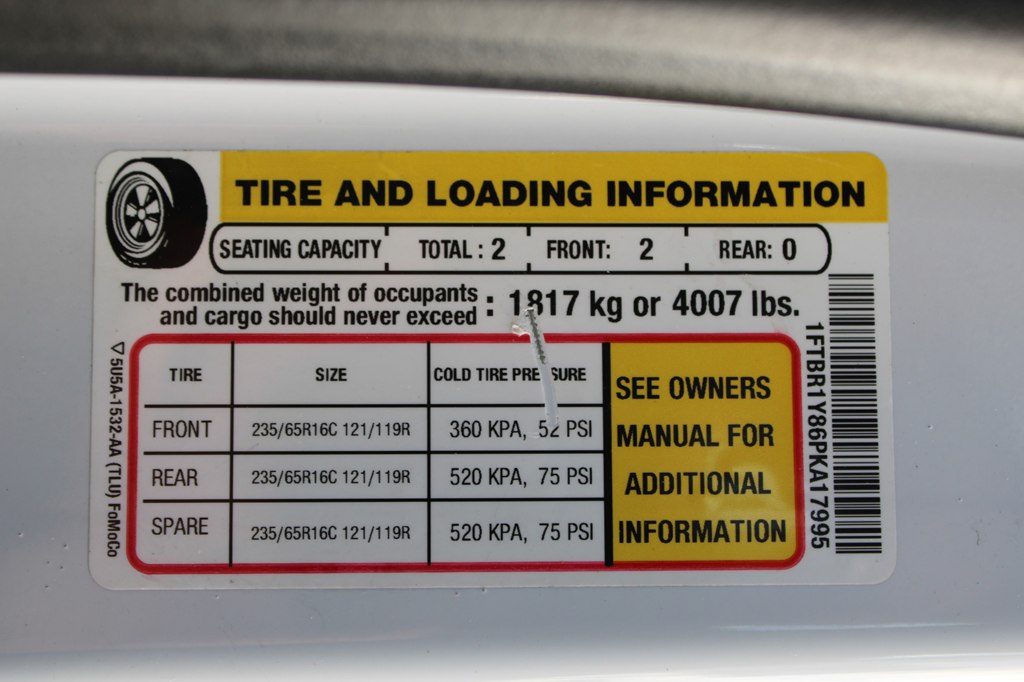 TIRE AND LOADING INFORMATION
SEATING CAPACITY TOTAL : 2 FRONT: 2 REAR: 0
The combined weight of occupants
and cargo should never exceed : 1817 kg or 4007 lbs.
TIRE SIZE COLD TIRE PRESSURE
FRONT 235/65R16C 121/119R 360 KPA, 52 PSI
REAR 235/65R16C 121/119R 520 KPA, 75 PSI
SPARE 235/65R16C 121/119R 520 KPA, 75 PSI
SEE OWNERS
MANUAL FOR
ADDITIONAL
INFORMATION
1FTBR1Y86PKA17995
5U5A-1532-AA (TLU) FoMoCo